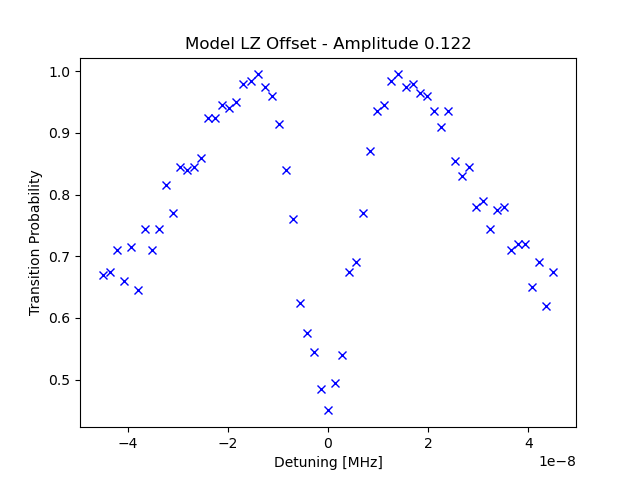 Model LZ Offset - Amplitude 0.122
1.0
0.9
0.8
0.7
0.6
0.5
Transition Probability
−4
−2
0
2
4
1e−8
Detuning [MHz]